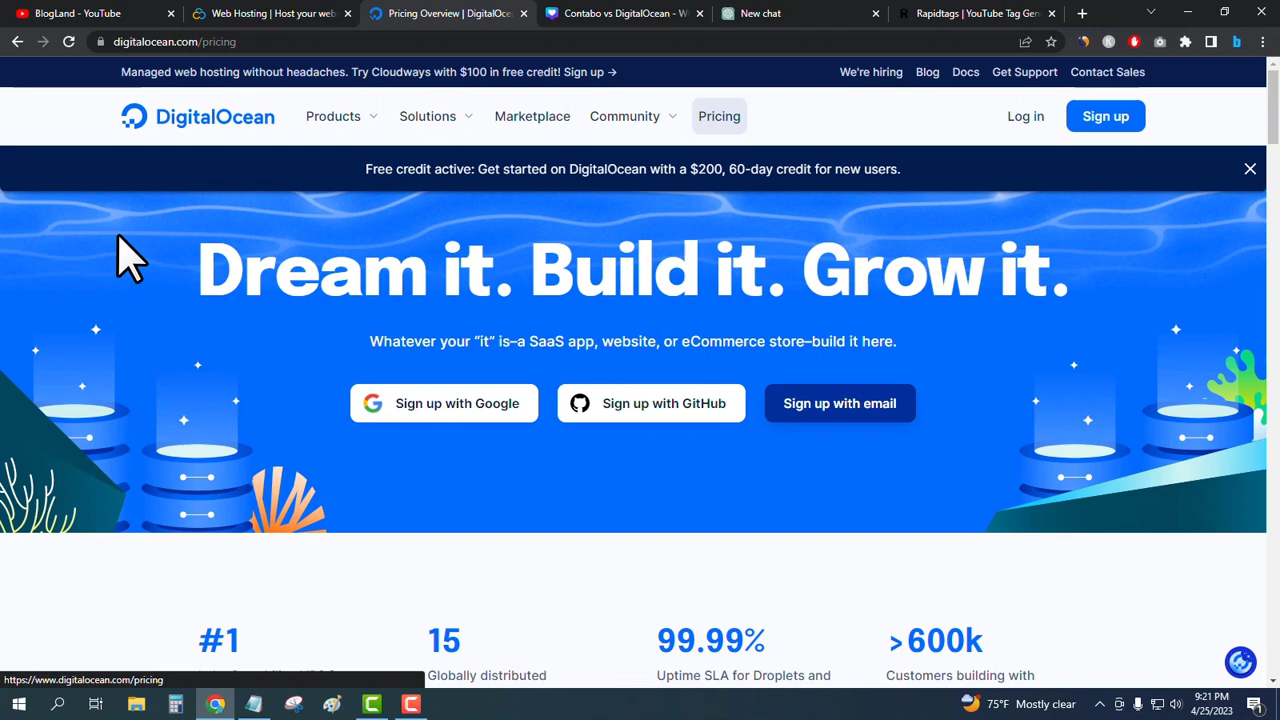 BlogLand - YouTube
Web Hosting | Host your web
Pricing Overview | DigitalOcean
Contabo vs DigitalOcean - W
New chat
Rapidtags | YouTube Tag Gen
digitalocean.com/pricing
Managed web hosting without headaches. Try Cloudways with $100 in free credit! Sign up →
We're hiring Blog Docs Get Support Contact Sales
DigitalOcean
Products Solutions Marketplace Community Pricing
Log in Sign up
Free credit active: Get started on DigitalOcean with a $200, 60-day credit for new users.
Dream it. Build it. Grow it.
Whatever your “it” is–a SaaS app, website, or eCommerce store–build it here.
Sign up with Google
Sign up with GitHub
Sign up with email
#1 15 99.99% >600k
Globally distributed
Uptime SLA for Droplets and
Customers building with
https://www.digitalocean.com/pricing
75°F Mostly clear
9:21 PM
4/25/2023